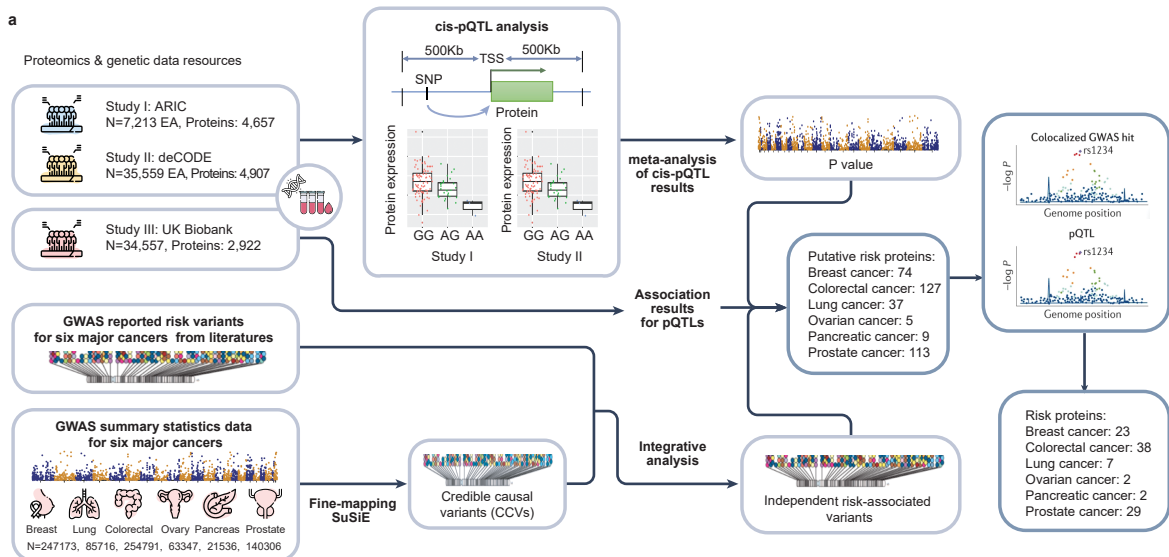 a
Proteomics & genetic data resources
Study I: ARIC
N=7,213 EA, Proteins: 4,657
Study II: deCODE
N=35,559 EA, Proteins: 4,907
Study III: UK Biobank
N=34,557, Proteins: 2,922
cis-pQTL analysis
500Kb
TSS
500Kb
SNP
Protein
Protein expression
GG AG AA
Study I
Protein expression
GG AG AA
Study II
meta-analysis
of cis-pQTL
results
P value
Association
results
for pQTLs
Putative risk proteins:
Breast cancer: 74
Colorectal cancer: 127
Lung cancer: 37
Ovarian cancer: 5
Pancreatic cancer: 9
Prostate cancer: 113
Colocalized GWAS hit
rs1234
−log P
Genome position
pQTL
rs1234
−log P
Genome position
GWAS reported risk variants
for six major cancers from literatures
GWAS summary statistics data
for six major cancers
Breast Lung Colorectal Ovary Pancreas Prostate
N=247173, 85716, 254791, 63347, 21536, 140306
Fine-mapping
SuSiE
Credible causal
variants (CCVs)
Integrative
analysis
Independent risk-associated
variants
Risk proteins:
Breast cancer: 23
Colorectal cancer: 38
Lung cancer: 7
Ovarian cancer: 2
Pancreatic cancer: 2
Prostate cancer: 29